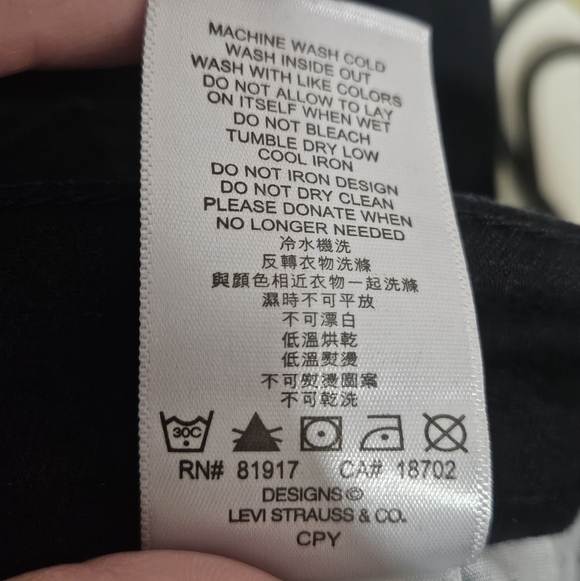 MACHINE WASH COLD
WASH INSIDE OUT
WASH WITH LIKE COLORS
DO NOT ALLOW TO LAY
ON ITSELF WHEN WET
DO NOT BLEACH
TUMBLE DRY LOW
COOL IRON
DO NOT IRON DESIGN
DO NOT DRY CLEAN
PLEASE DONATE WHEN
NO LONGER NEEDED
冷水機洗
反轉衣物洗滌
與顏色相近衣物一起洗滌
濕時不可平放
不可漂白
低溫烘乾
低溫熨燙
不可熨燙圖案
不可乾洗
30C
RN# 81917 CA# 18702
DESIGNS ©
LEVI STRAUSS & CO.
CPY